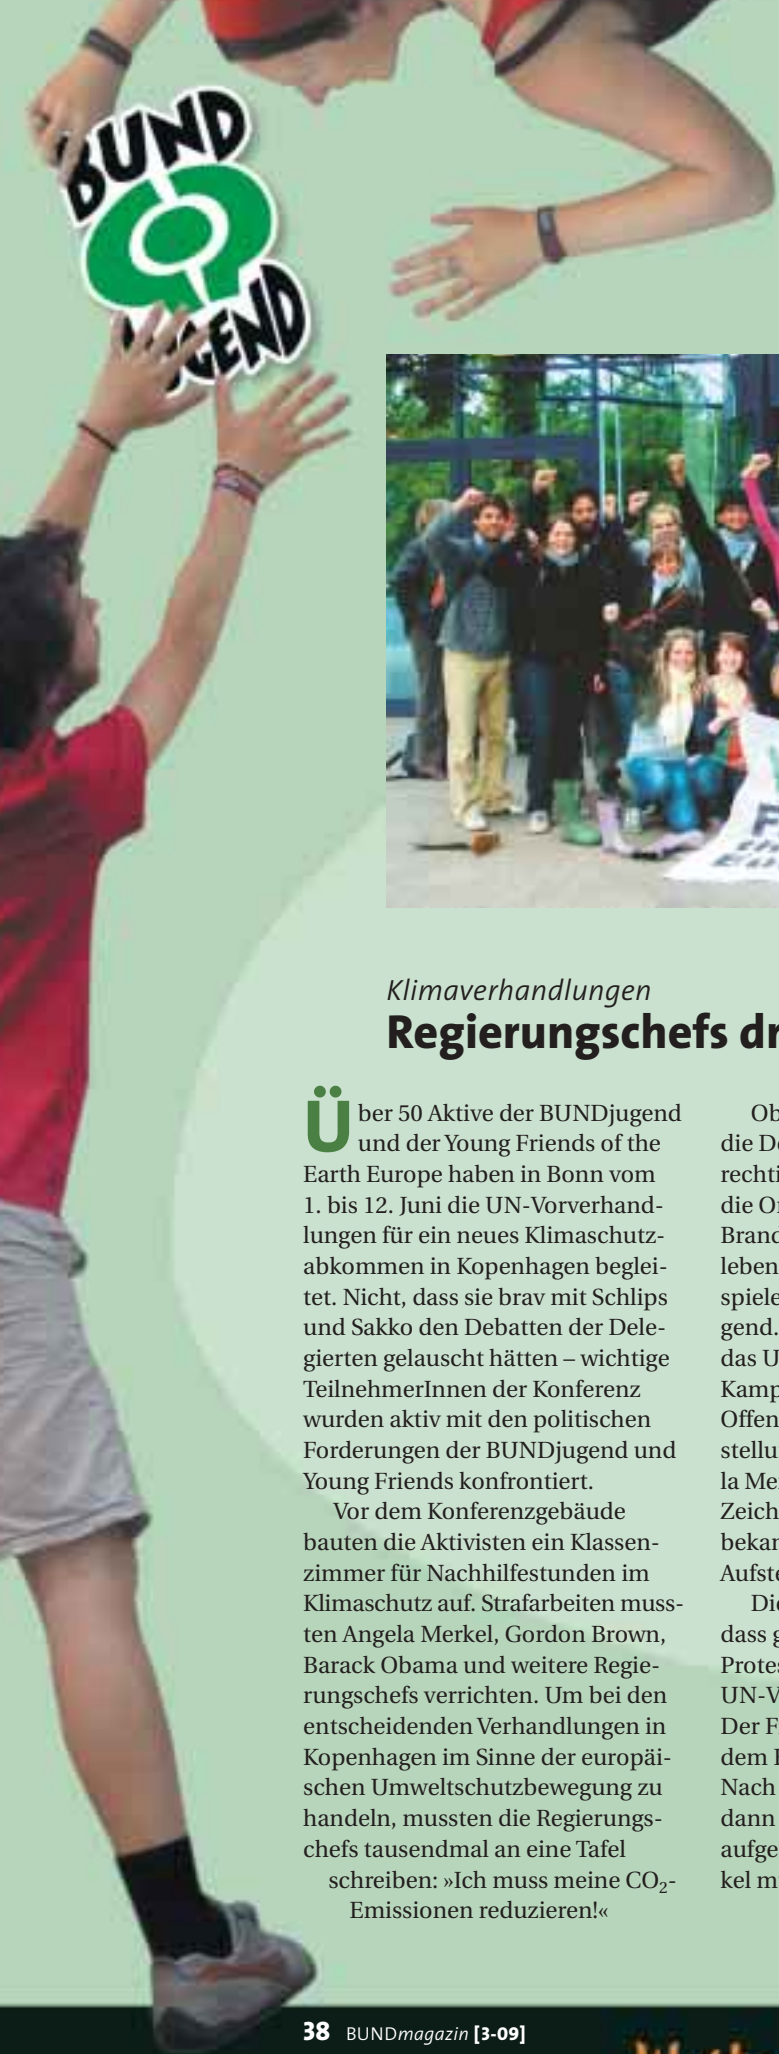 BUND
JUGEND
Klimaverhandlungen
Regierungschefs
Über 50 Aktive der BUNDjugend
und der Young Friends of the
Earth Europe haben in Bonn vom
1. bis 12. Juni die UN-Vorverhand-
lungen für ein neues Klimaschutz-
abkommen in Kopenhagen beglei-
tet. Nicht, dass sie brav mit Schlips
und Sakko den Debatten der Dele-
gierten gelauscht hätten – wichtige
TeilnehmerInnen der Konferenz
wurden aktiv mit den politischen
Forderungen der BUNDjugend und
Young Friends konfrontiert.
Vor dem Konferenzgebäude
bauten die Aktivisten ein Klassen-
zimmer für Nachhilfestunden im
Klimaschutz auf. Strafarbeiten muss-
ten Angela Merkel, Gordon Brown,
Barack Obama und weitere Regie-
rungschefs verrichten. Um bei den
entscheidenden Verhandlungen in
Kopenhagen im Sinne der europäi-
schen Umweltschutzbewegung zu
handeln, mussten die Regierungs-
chefs tausendmal an eine Tafel
schreiben: »Ich muss meine CO₂-
Emissionen reduzieren!«
Ob
die De
rechti
die Or
Brand
leben
spiele
gend.
das U
Kamp
Offen
stellu
la Me
Zeich
bekan
Aufste
Die
dass g
Protes
UN-V
Der F
dem
Nach
dann
aufge
kel m
38 BUNDmagazin [3-09]